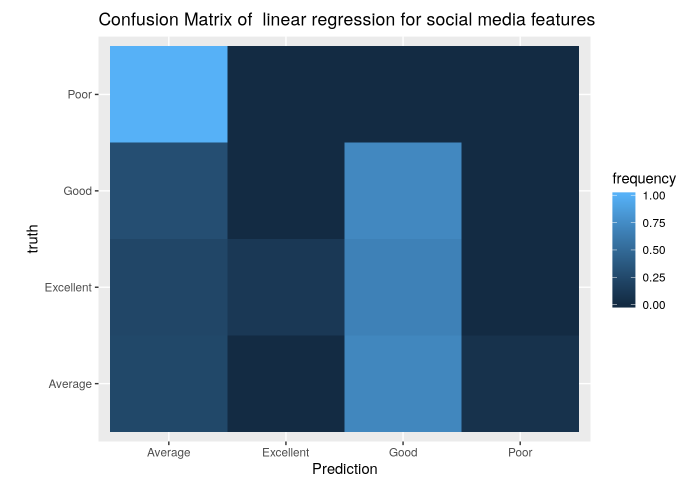 Confusion Matrix of  linear regression for social media features
Poor
Good
Excellent
Average
truth
Average
Excellent
Good
Poor
Prediction
frequency
1.00
0.75
0.50
0.25
0.00